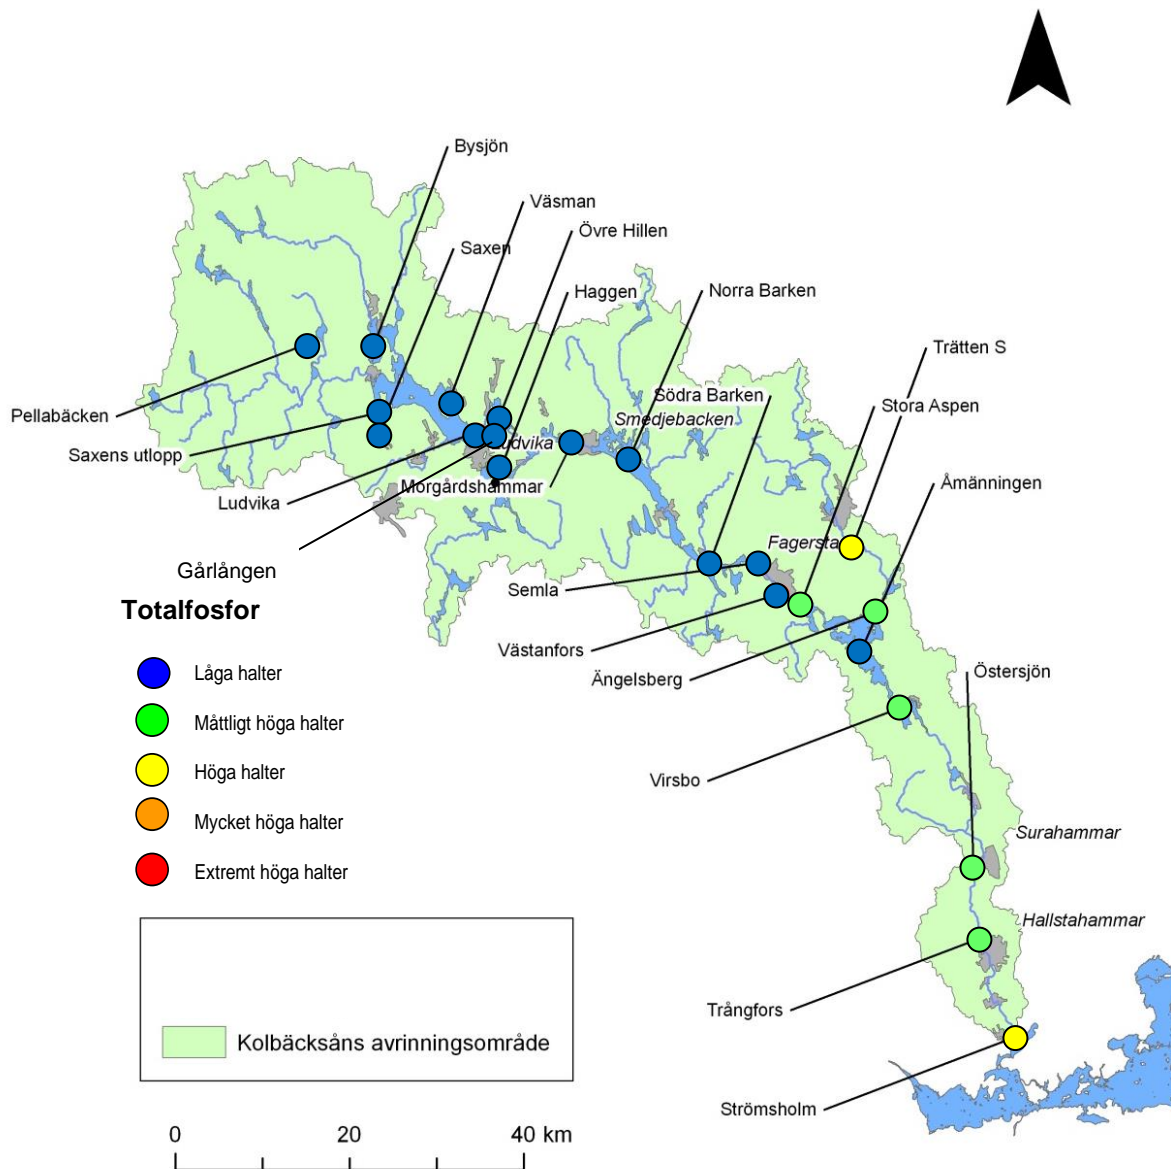 Bysjön
Väsman
Övre Hillen
Saxen
Haggen
Norra Barken
Trätten S
Södra Barken
Stora Aspen
Pellabäcken
Smedjebacken
Ludvika
Saxens utlopp
Morgårdshammar
Åmänningen
Ludvika
Fagersta
Gårlången
Semla
Totalfosfor
Västanfors
Ängelsberg
Östersjön
Låga halter
Måttligt höga halter
Höga halter
Virsbo
Mycket höga halter
Surahammar
Extremt höga halter
Hallstahammar
Trångfors
Kolbäcksåns avrinningsområde
Strömsholm
0 20 40 km